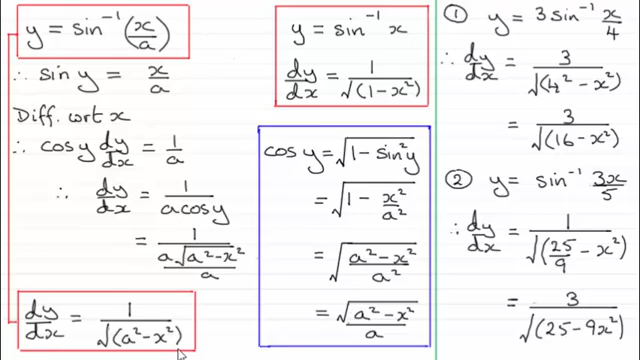 y = sin⁻¹(x/a)
∴ sin y = x/a
Diff. wrt x
∴ cosy dy/dx = 1/a
∴ dy/dx = 1/(a cosy)
= 1/(a√(a²-x²)/a)
dy/dx = 1/√(a²-x²)
y = sin⁻¹ x
dy/dx = 1/√(1-x²)
cosy = √(1-sin²y)
= √(1-x²/a²)
= √((a²-x²)/a²)
= √(a²-x²)/a
① y = 3 sin⁻¹ x/4
∴ dy/dx = 3/√(4²-x²)
= 3/√(16-x²)
② y = sin⁻¹ 3x/5
∴ dy/dx = 1/√(25/9-x²)
= 3/√(25-9x²)